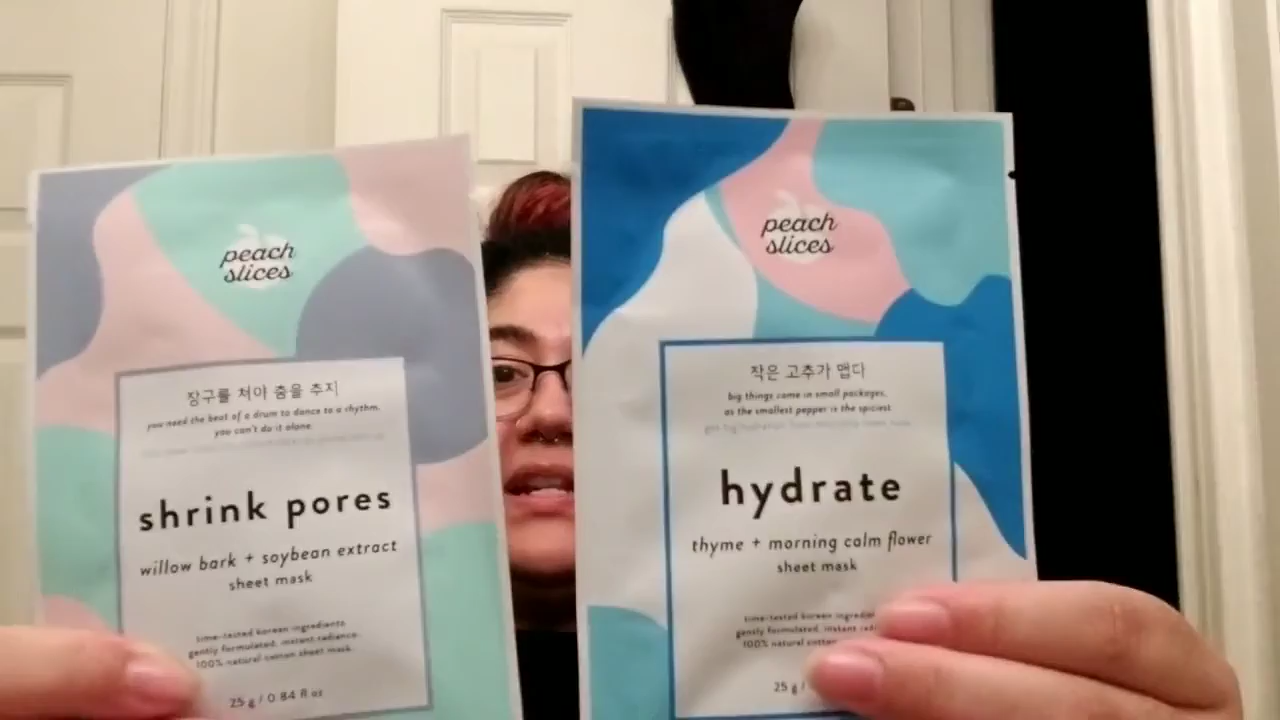 peach
slices
장구를 쳐야 춤을 추지
you need the beat of a drum to dance to a rhythm.
you can't do it alone.
shrink pores
willow bark + soybean extract
sheet mask
time-tested korean ingredients
gently formulated. instant radiance.
100% natural cotton sheet mask.
25 g / 0.84 fl oz
peach
slices
작은 고추가 맵다
big things come in small packages,
as the smallest pepper is the spiciest.
hydrate
thyme + morning calm flower
sheet mask
time-tested korean
gently formulated. instant
100% natural
25 g /